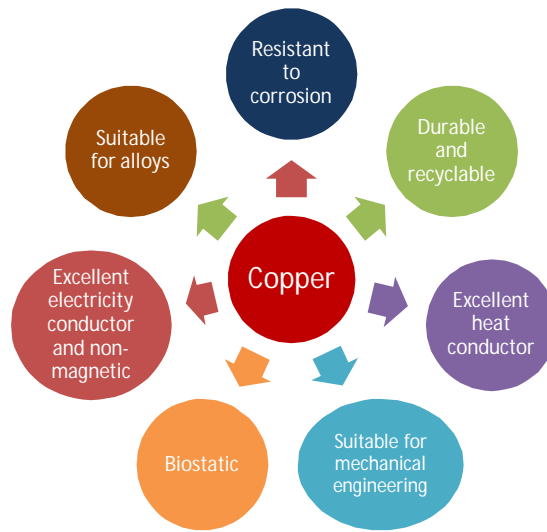 Resistant
to
corrosion
Durable
and
recyclable
Excellent
heat
conductor
Suitable for
mechanical
engineering
Biostatic
Excellent
electricity
conductor
and non-
magnetic
Suitable
for alloys
Copper